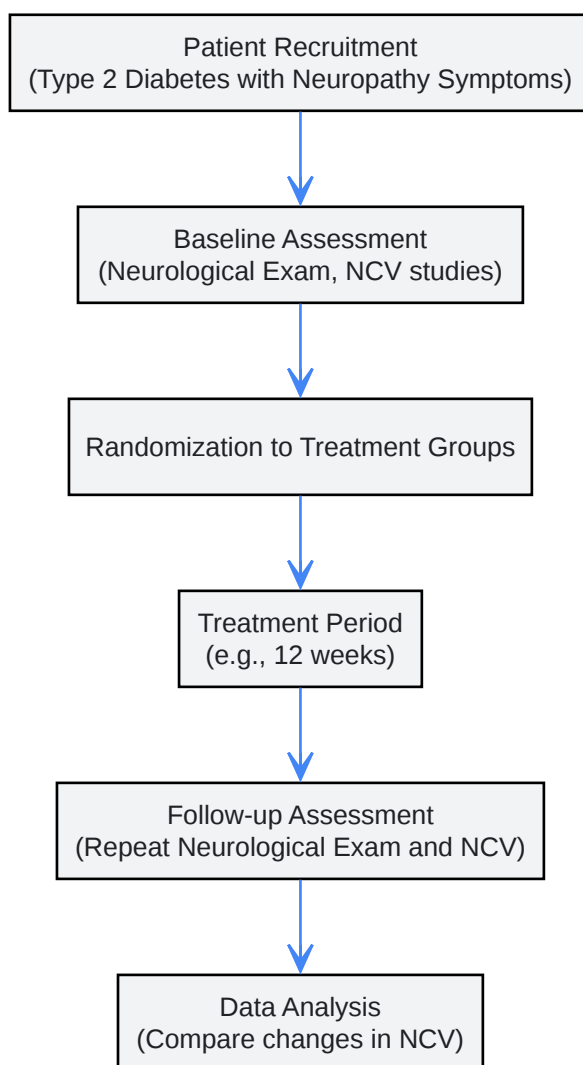 Patient Recruitment
(Type 2 Diabetes with Neuropathy Symptoms)
Baseline Assessment
(Neurological Exam, NCV studies)
Randomization to Treatment Groups
Treatment Period
(e.g., 12 weeks)
Follow-up Assessment
(Repeat Neurological Exam and NCV)
Data Analysis
(Compare changes in NCV)